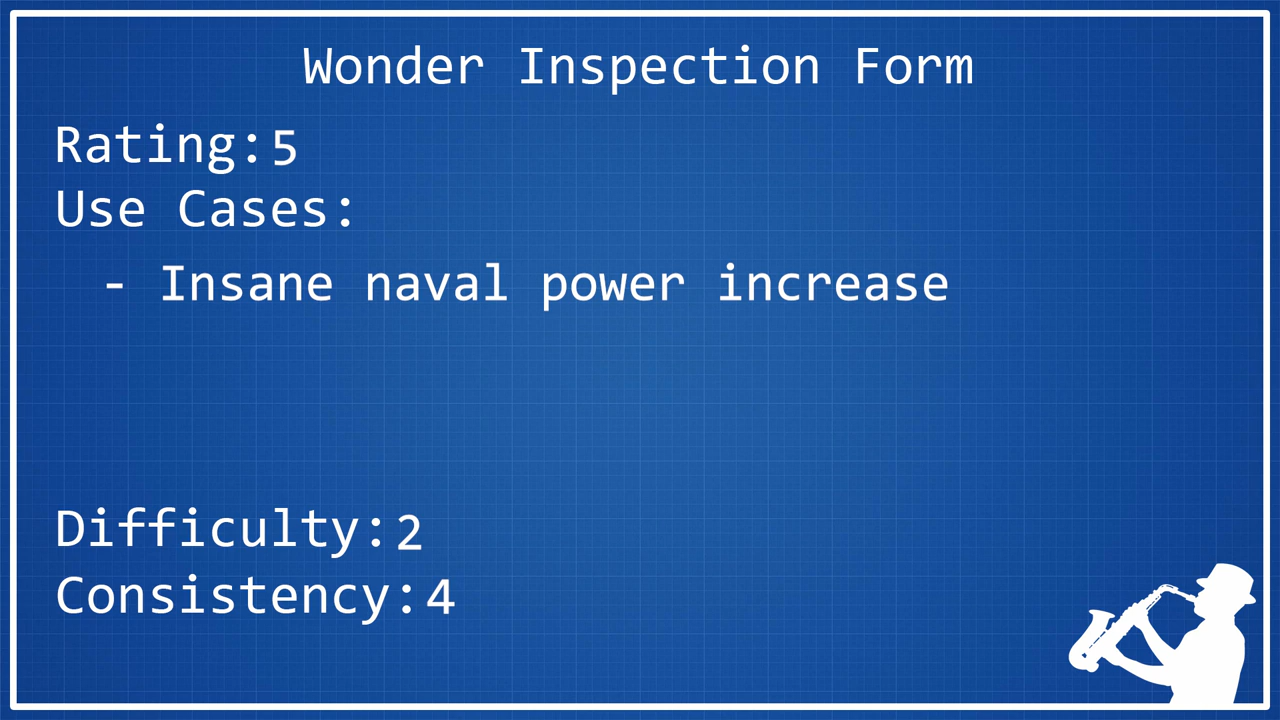 Wonder Inspection Form
Rating:5
Use Cases:
- Insane naval power increase
Difficulty:2
Consistency:4